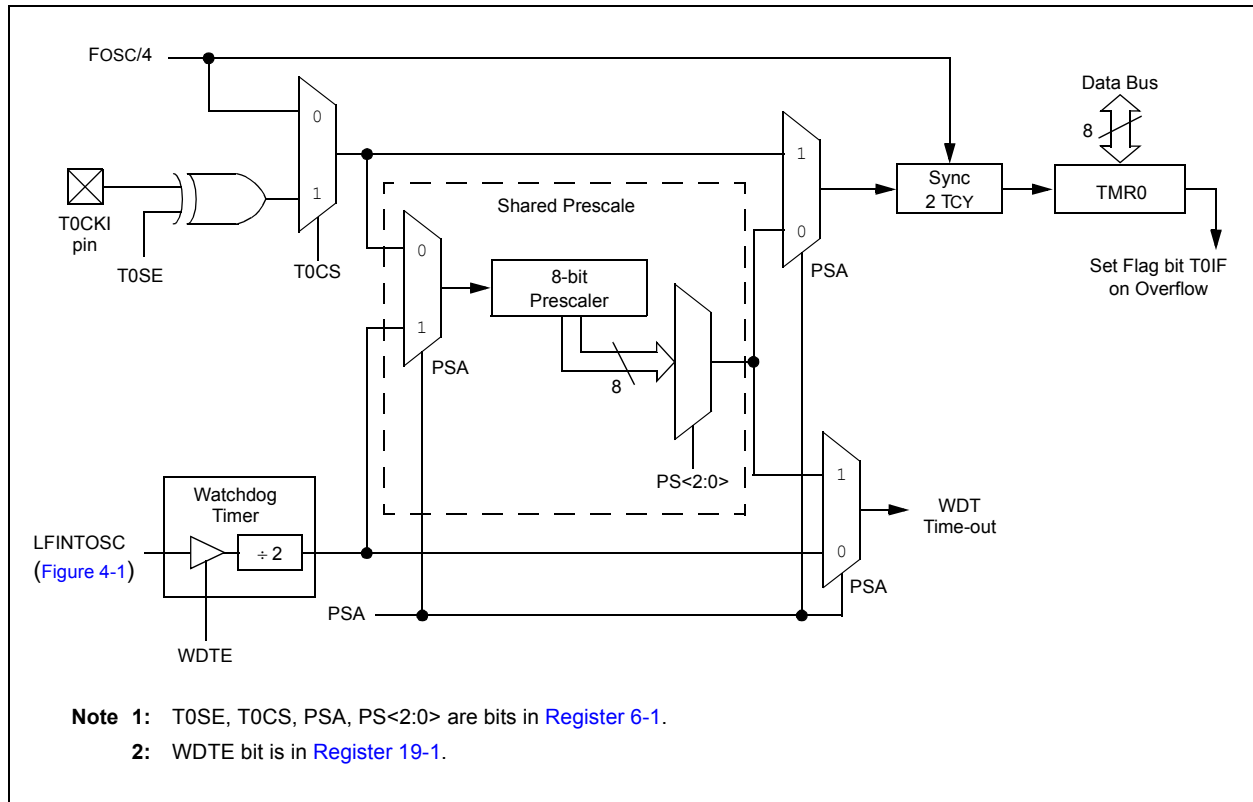 FOSC/4
Data Bus
8
0
1
T0CKI
pin
T0SE
T0CS
Shared Prescale
0
1
PSA
8-bit
Prescaler
8
PS<2:0>
1
0
PSA
Sync
2 TCY
TMR0
Set Flag bit T0IF
on Overflow
Watchdog
Timer
LFINTOSC
(Figure 4-1)
÷ 2
WDTE
PSA
1
0
PSA
WDT
Time-out
Note 1: T0SE, T0CS, PSA, PS<2:0> are bits in Register 6-1.
2: WDTE bit is in Register 19-1.